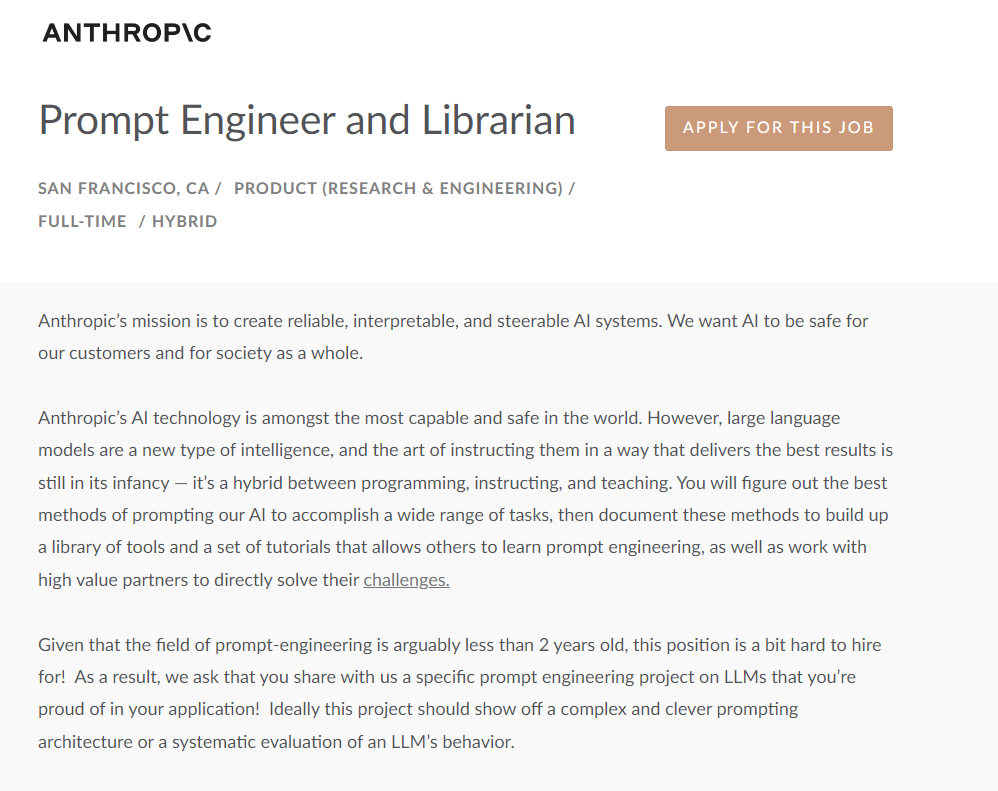 ANTHROP\C
Prompt Engineer and Librarian
APPLY FOR THIS JOB
SAN FRANCISCO, CA / PRODUCT (RESEARCH & ENGINEERING) /
FULL-TIME / HYBRID
Anthropic’s mission is to create reliable, interpretable, and steerable AI systems. We want AI to be safe for
our customers and for society as a whole.
Anthropic’s AI technology is amongst the most capable and safe in the world. However, large language
models are a new type of intelligence, and the art of instructing them in a way that delivers the best results is
still in its infancy — it’s a hybrid between programming, instructing, and teaching. You will figure out the best
methods of prompting our AI to accomplish a wide range of tasks, then document these methods to build up
a library of tools and a set of tutorials that allows others to learn prompt engineering, as well as work with
high value partners to directly solve their challenges.
Given that the field of prompt-engineering is arguably less than 2 years old, this position is a bit hard to hire
for!  As a result, we ask that you share with us a specific prompt engineering project on LLMs that you’re
proud of in your application!  Ideally this project should show off a complex and clever prompting
architecture or a systematic evaluation of an LLM’s behavior.